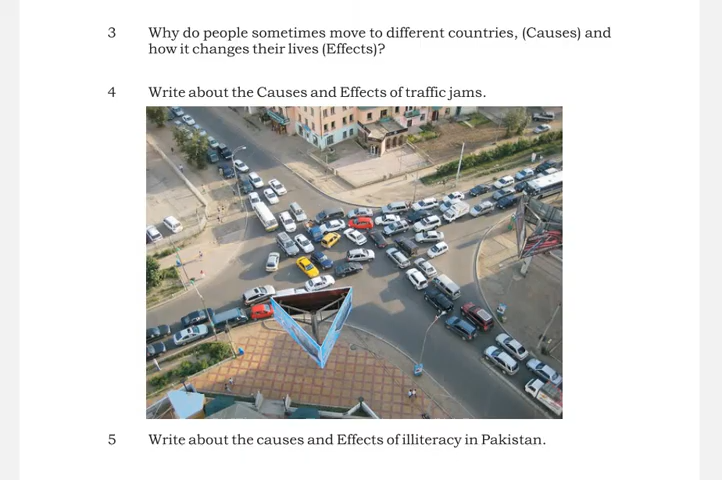 3 Why do people sometimes move to different countries, (Causes) and
how it changes their lives (Effects)?
4 Write about the Causes and Effects of traffic jams.
5 Write about the causes and Effects of illiteracy in Pakistan.